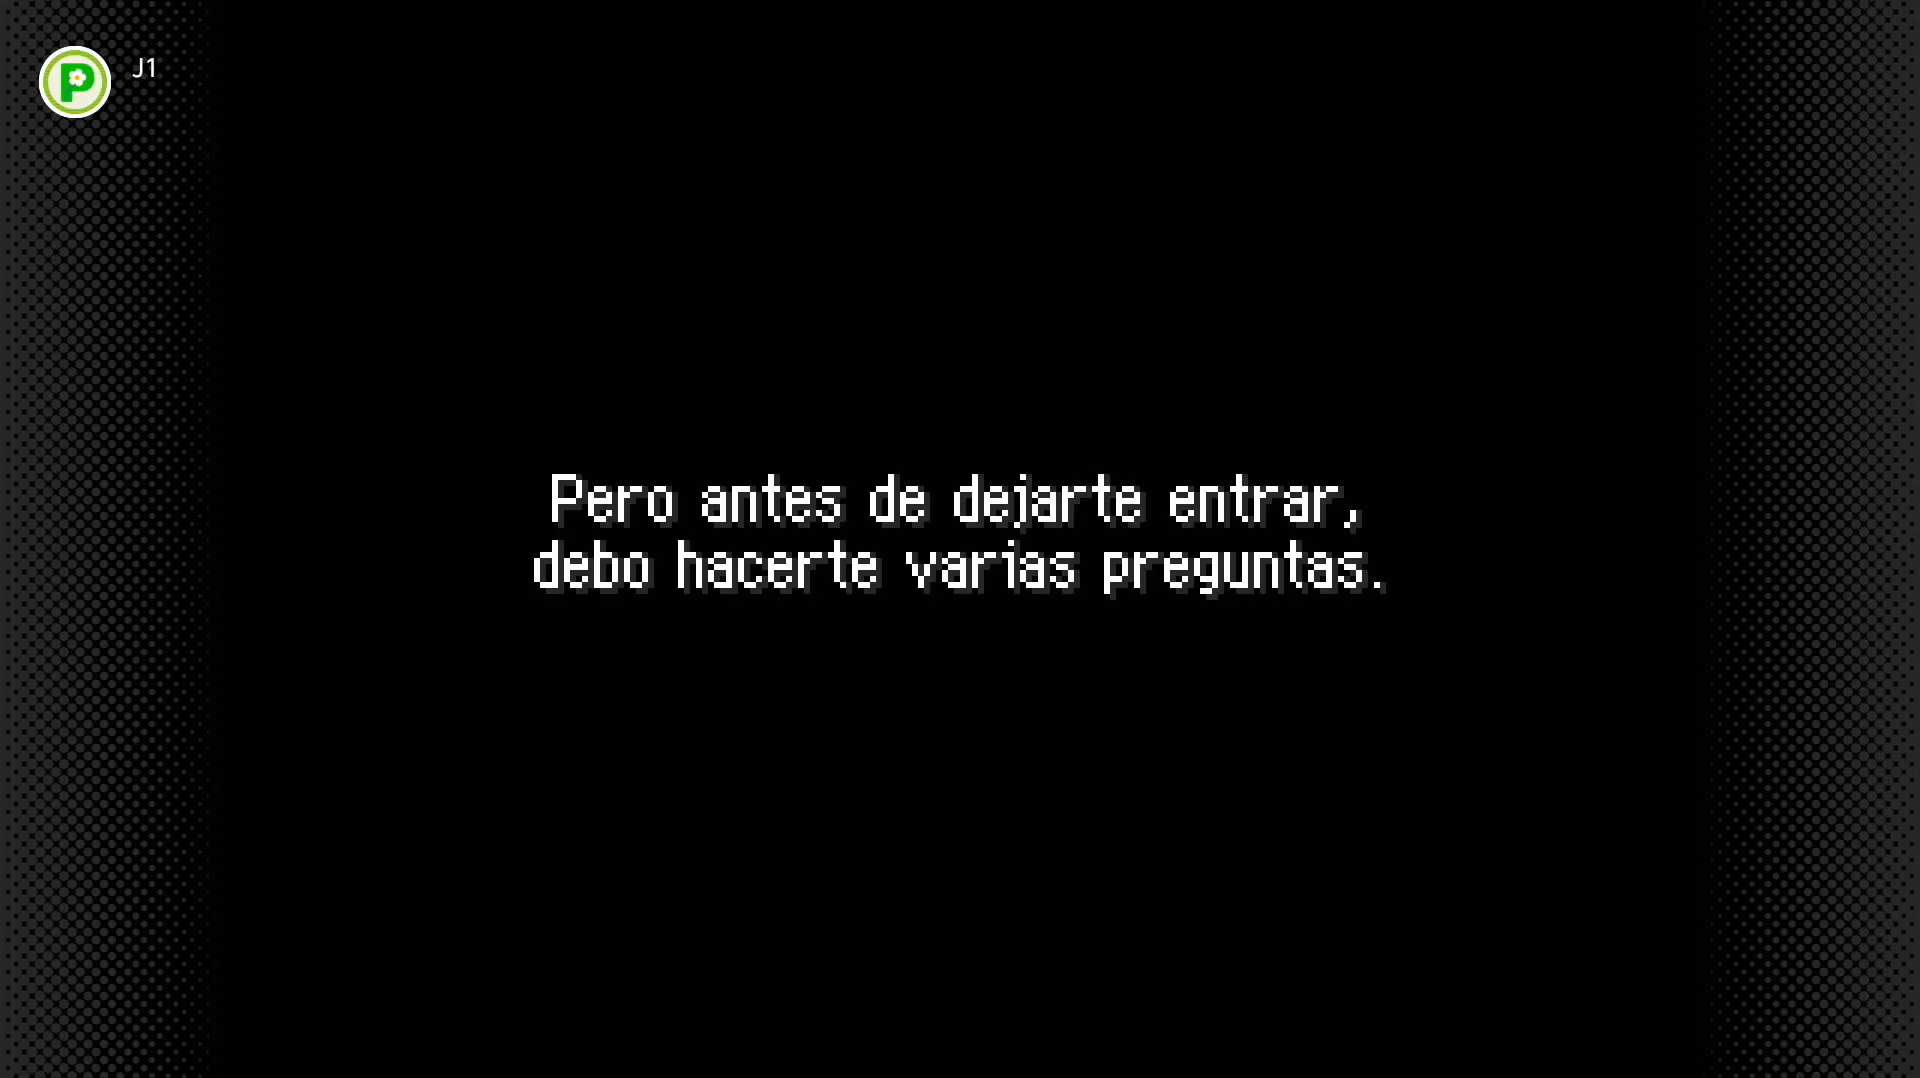 P
J1
Pero antes de dejarte entrar,
debo hacerte varias preguntas.